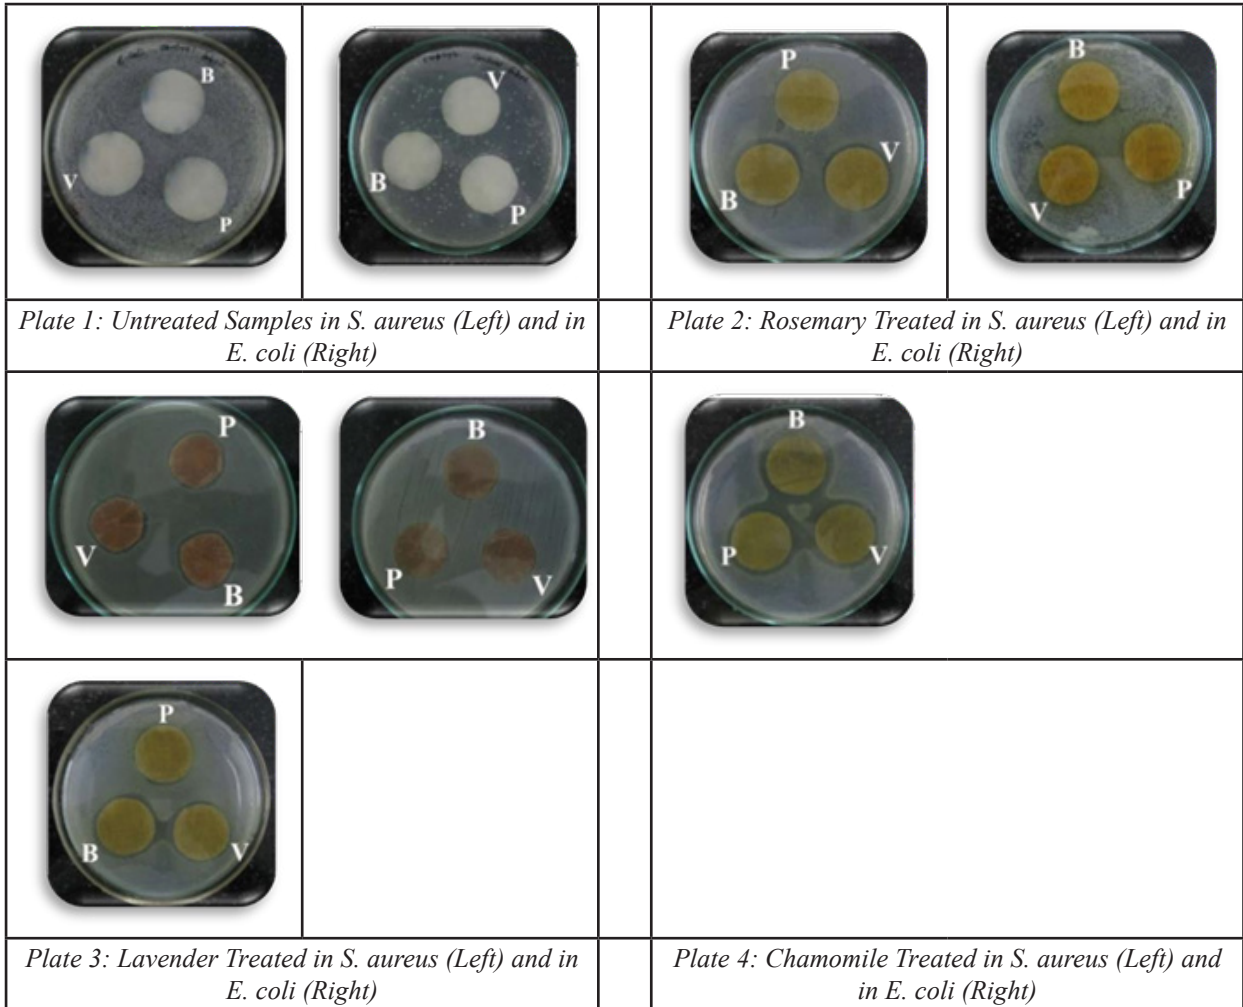 B
V
P
V
B
P
P
V
B
B
P
V
Plate 1: Untreated Samples in S. aureus (Left) and in
E. coli (Right)
Plate 2: Rosemary Treated in S. aureus (Left) and in
E. coli (Right)
P
V
B
B
P
V
B
P
V
P
B
V
Plate 3: Lavender Treated in S. aureus (Left) and in
E. coli (Right)
Plate 4: Chamomile Treated in S. aureus (Left) and
in E. coli (Right)